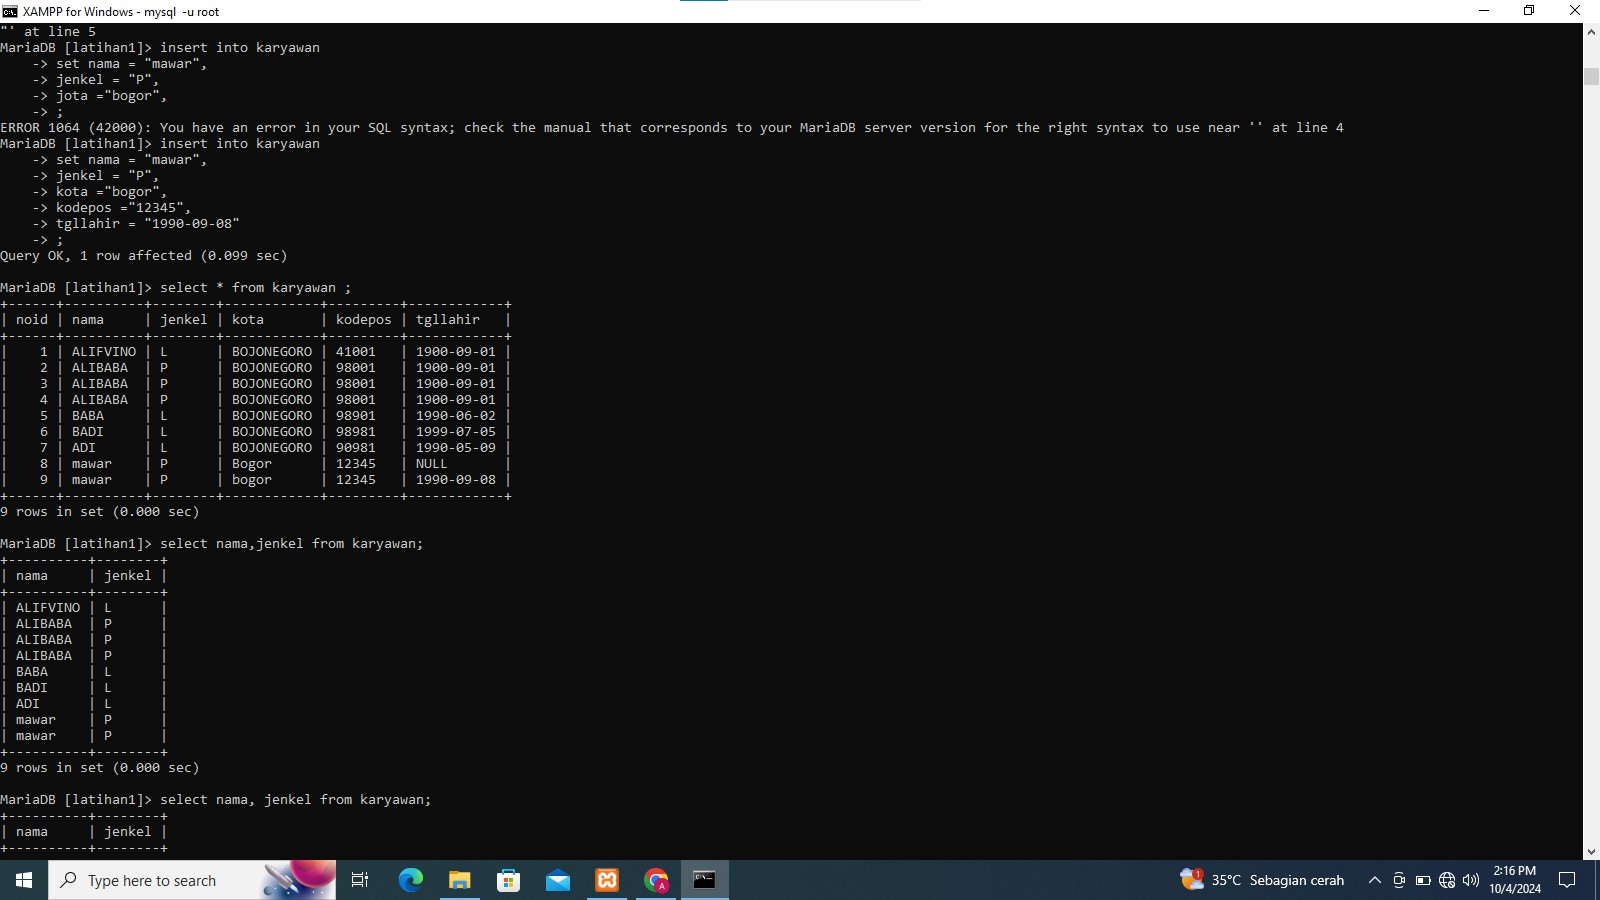 XAMPP for Windows - mysql  -u root
"' at line 5
MariaDB [latihan1]> insert into karyawan
    -> set nama = "mawar",
    -> jenkel = "P",
    -> jota ="bogor",
    -> ;
ERROR 1064 (42000): You have an error in your SQL syntax; check the manual that corresponds to your MariaDB server version for the right syntax to use near '' at line 4
MariaDB [latihan1]> insert into karyawan
    -> set nama = "mawar",
    -> jenkel = "P",
    -> kota ="bogor",
    -> kodepos ="12345",
    -> tgllahir = "1990-09-08"
    -> ;
Query OK, 1 row affected (0.099 sec)

MariaDB [latihan1]> select * from karyawan ;
+------+----------+--------+------------+---------+------------+
| noid | nama     | jenkel | kota       | kodepos | tgllahir   |
+------+----------+--------+------------+---------+------------+
|    1 | ALIFVINO | L      | BOJONEGORO | 41001   | 1900-09-01 |
|    2 | ALIBABA  | P      | BOJONEGORO | 98001   | 1900-09-01 |
|    3 | ALIBABA  | P      | BOJONEGORO | 98001   | 1900-09-01 |
|    4 | ALIBABA  | P      | BOJONEGORO | 98001   | 1900-09-01 |
|    5 | BABA     | L      | BOJONEGORO | 98901   | 1990-06-02 |
|    6 | BADI     | L      | BOJONEGORO | 98981   | 1999-07-05 |
|    7 | ADI      | L      | BOJONEGORO | 90981   | 1990-05-09 |
|    8 | mawar    | P      | Bogor      | 12345   | NULL       |
|    9 | mawar    | P      | bogor      | 12345   | 1990-09-08 |
+------+----------+--------+------------+---------+------------+
9 rows in set (0.000 sec)

MariaDB [latihan1]> select nama,jenkel from karyawan;
+----------+--------+
| nama     | jenkel |
+----------+--------+
| ALIFVINO | L      |
| ALIBABA  | P      |
| ALIBABA  | P      |
| ALIBABA  | P      |
| BABA     | L      |
| BADI     | L      |
| ADI      | L      |
| mawar    | P      |
| mawar    | P      |
+----------+--------+
9 rows in set (0.000 sec)

MariaDB [latihan1]> select nama, jenkel from karyawan;
+----------+--------+
| nama     | jenkel |
+----------+--------+
Type here to search
1
A
35°C  Sebagian cerah
2:16 PM
10/4/2024